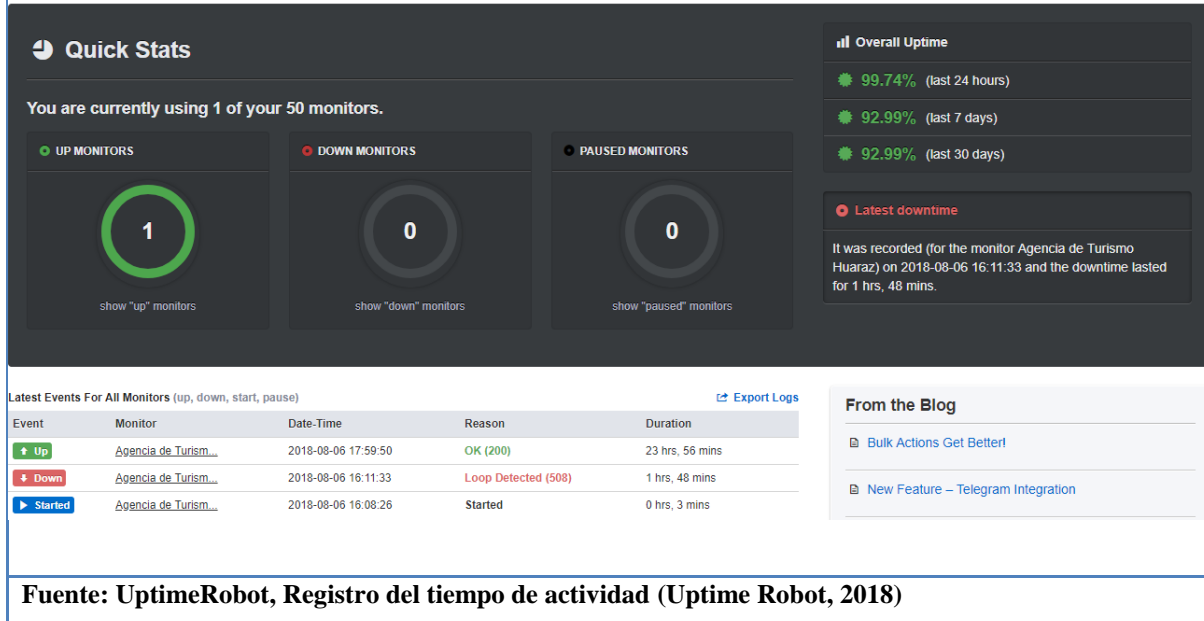 Quick Stats
You are currently using 1 of your 50 monitors.
UP MONITORS
1
show "up" monitors
DOWN MONITORS
0
show "down" monitors
PAUSED MONITORS
0
show "paused" monitors
Overall Uptime
99.74% (last 24 hours)
92.99% (last 7 days)
92.99% (last 30 days)
Latest downtime
It was recorded (for the monitor Agencia de Turismo
Huaraz) on 2018-08-06 16:11:33 and the downtime lasted
for 1 hrs, 48 mins.
Latest Events For All Monitors (up, down, start, pause) Export Logs
Event Monitor Date-Time Reason Duration
Up Agencia de Turism... 2018-08-06 17:59:50 OK (200) 23 hrs, 56 mins
Down Agencia de Turism... 2018-08-06 16:11:33 Loop Detected (508) 1 hrs, 48 mins
Started Agencia de Turism... 2018-08-06 16:08:26 Started 0 hrs, 3 mins
From the Blog
Bulk Actions Get Better!
New Feature – Telegram Integration
Fuente: UptimeRobot, Registro del tiempo de actividad (Uptime Robot, 2018)